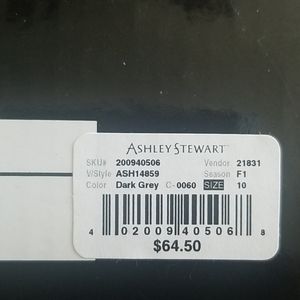 ASHLEY STEWART
SKU# 200940506 Vendor 21831
V/Style ASH14859 Season F1
Color Dark Grey C- 0060 SIZE 10
4 02009 40506 8
$64.50